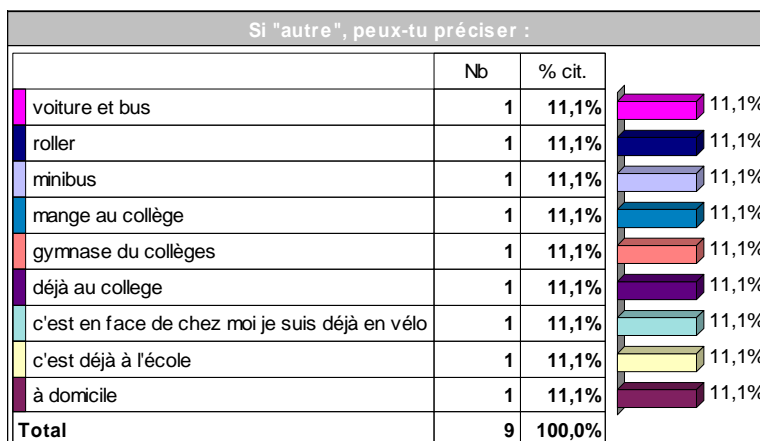 Si "autre", peux-tu préciser :
Nb % cit.
voiture et bus 1 11,1% 11,1%
roller 1 11,1% 11,1%
minibus 1 11,1% 11,1%
mange au collège 1 11,1% 11,1%
gymnase du collèges 1 11,1% 11,1%
déjà au college 1 11,1% 11,1%
c'est en face de chez moi je suis déjà en vélo 1 11,1% 11,1%
c'est déjà à l'école 1 11,1% 11,1%
à domicile 1 11,1% 11,1%
Total 9 100,0%